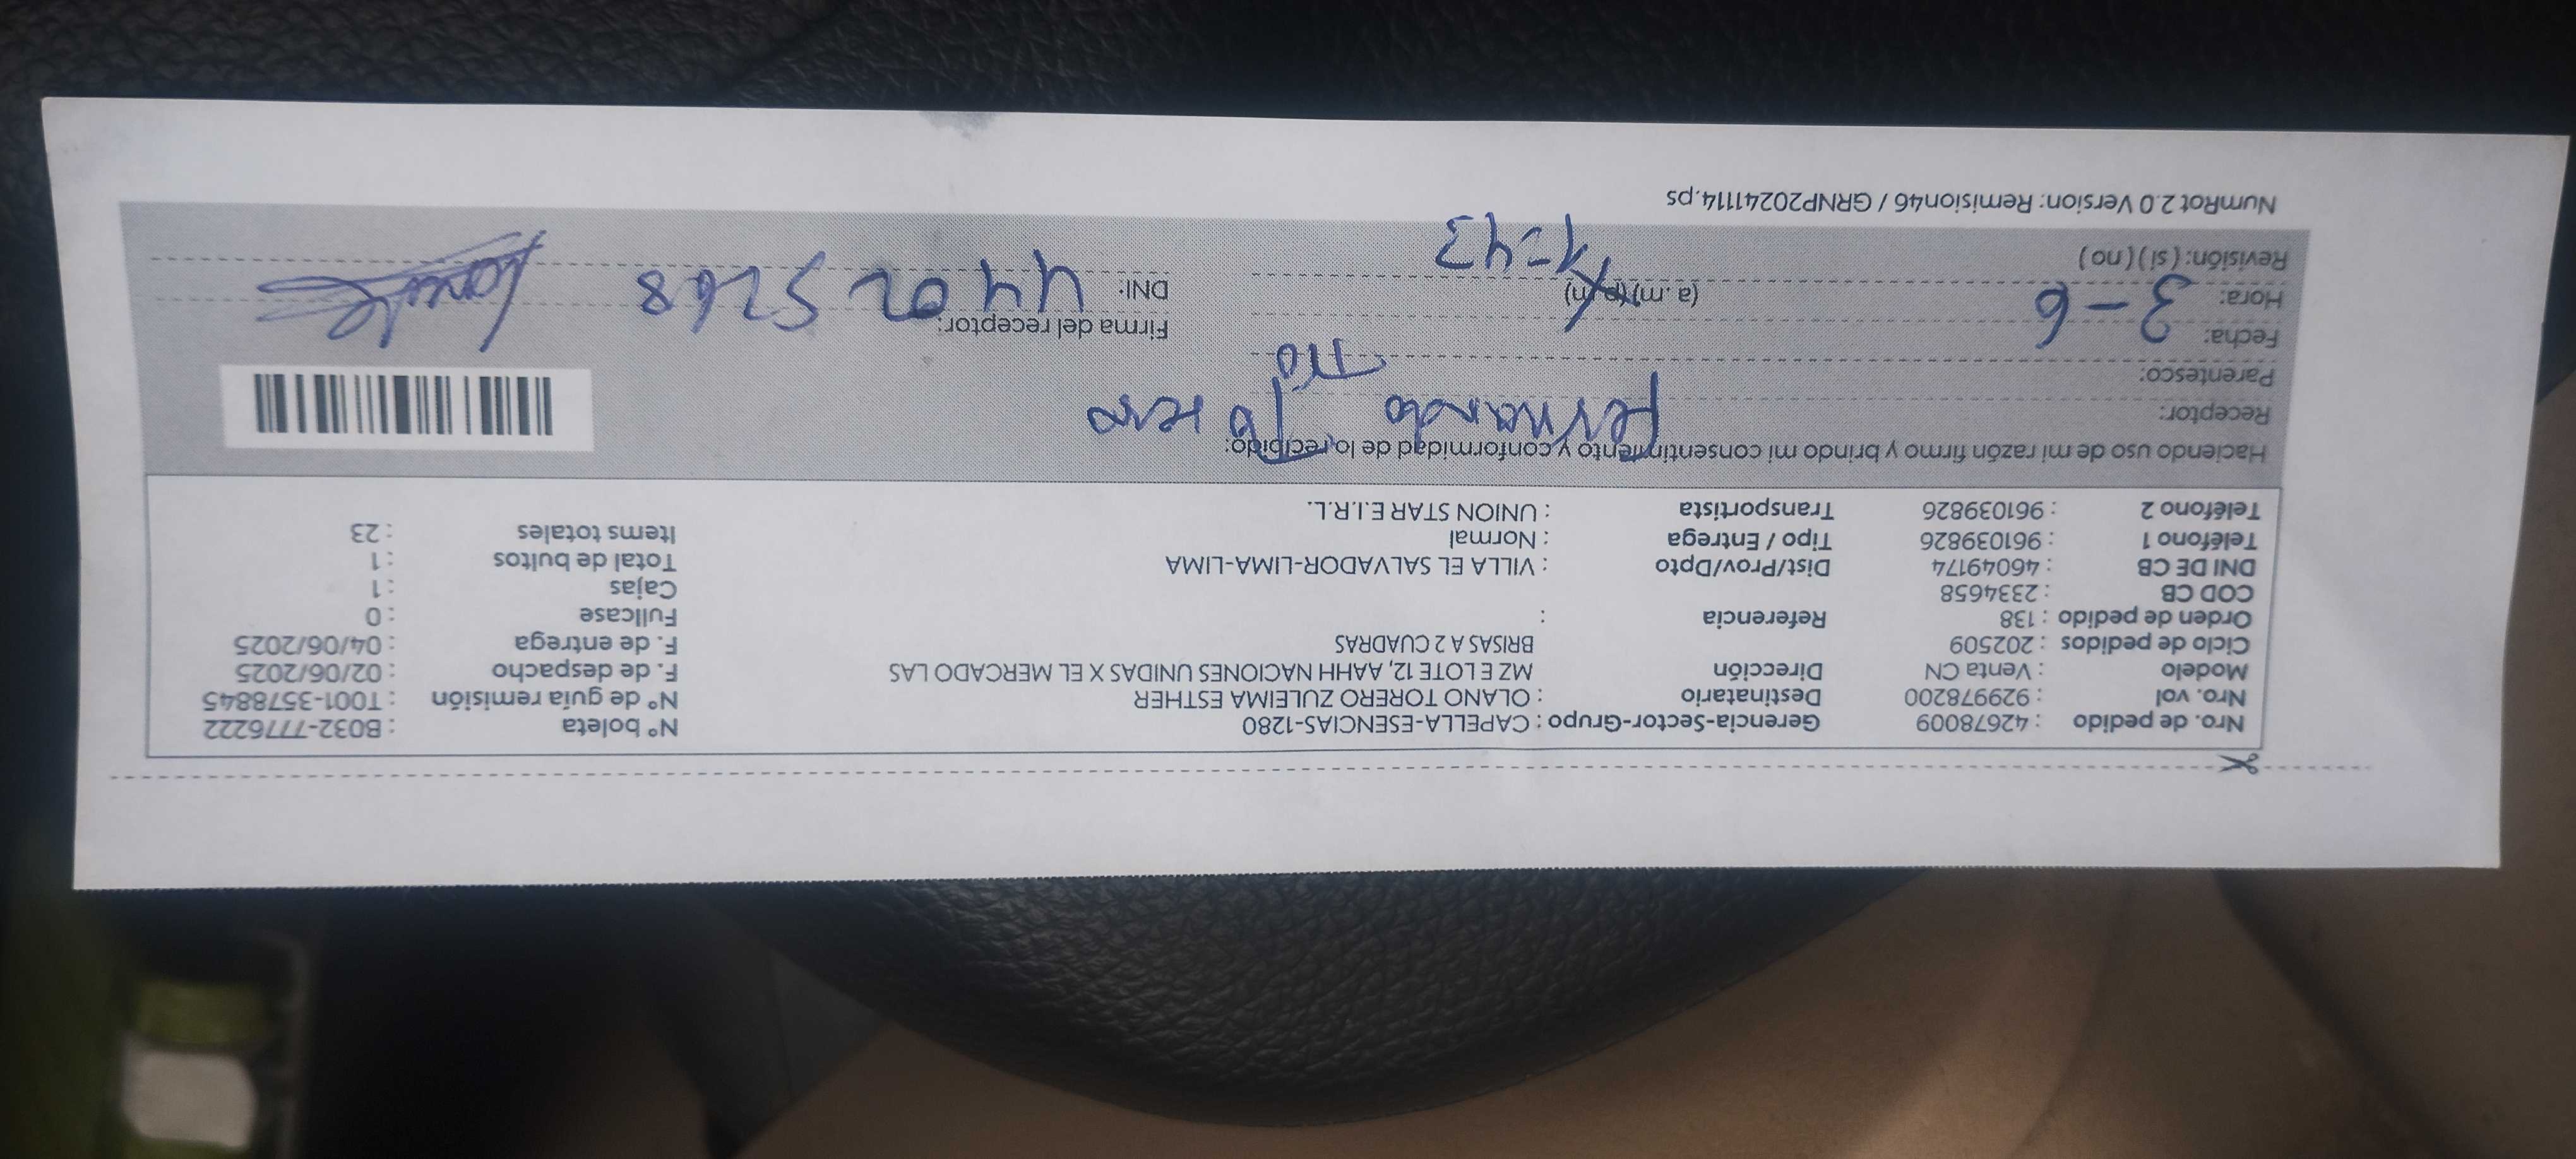 Nro. de pedido : 42678009 Gerencia-Sector-Grupo : CAPELLA-ESENCIAS-1280 N° boleta : B032-7776222
Nro. vol : 929978200 Destinatario : OLANO TORERO ZULEIMA ESTHER N° de guía remisión : T001-3578845
Modelo : Venta CN Dirección MZ E LOTE 12, AAHH NACIONES UNIDAS X EL MERCADO LAS F. de despacho : 02/06/2025
Ciclo de pedidos : 202509 BRISAS A 2 CUADRAS F. de entrega : 04/06/2025
Orden de pedido : 138 Referencia : Fullcase : 0
COD CB : 2334658 Cajas : 1
DNI DE CB : 46049174 Dist/Prov/Dpto : VILLA EL SALVADOR-LIMA-LIMA Total de bultos : 1
Teléfono 1 : 961039826 Tipo / Entrega : Normal Items totales : 23
Teléfono 2 : 961039826 Transportista : UNION STAR E.I.R.L.
Haciendo uso de mi razón firmo y brindo mi consentimiento y conformidad de lo recibido:
Receptor: Fernando
Parentesco: Tio
Fecha: 3-6 Firma del receptor:
Hora: (a.m) (p.m) 1=43 DNI: 44025268
Revisión: (si) (no)
NumRot 2.0 Version: Remision46 / GRNP20241114.ps